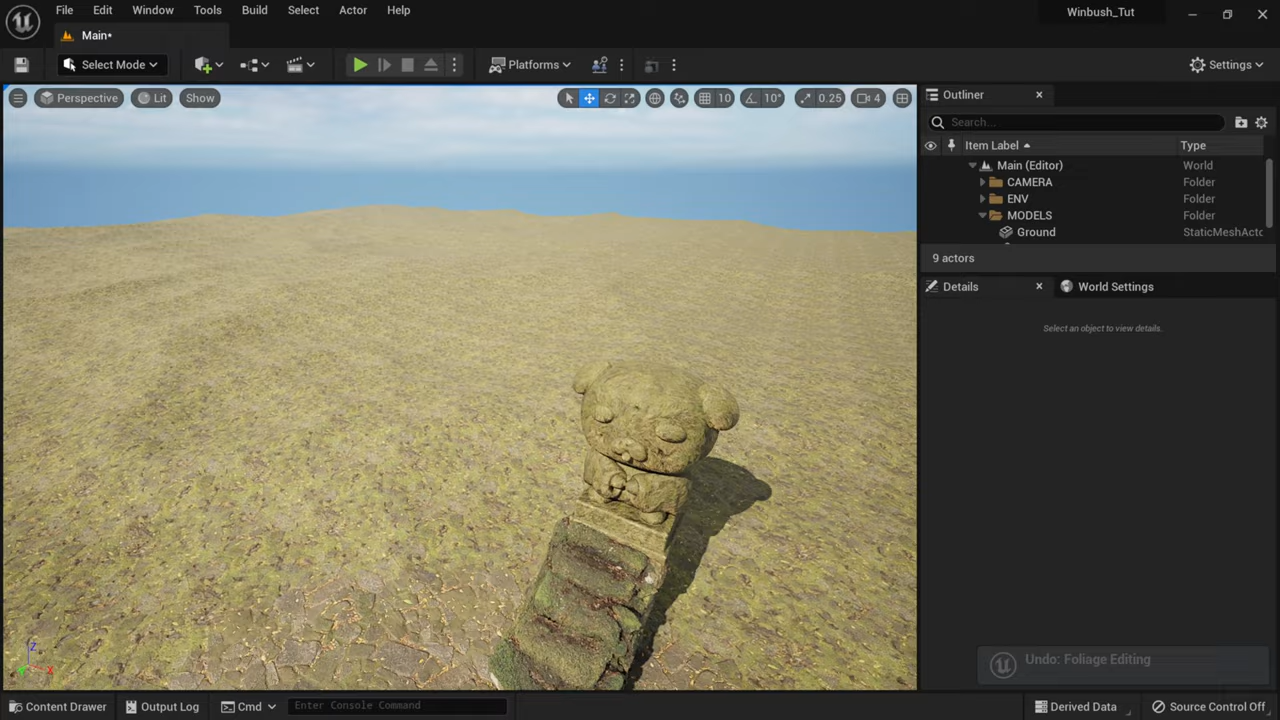 File Edit Window Tools Build Select Actor Help
Winbush_Tut
Main*
Select Mode
Platforms
Settings
Perspective Lit Show
10 10° 0.25 4
Outliner
Search...
Item Label Type
Main (Editor) World
CAMERA Folder
ENV Folder
MODELS Folder
Ground StaticMeshActo
9 actors
Details World Settings
Select an object to view details.
Z
X
Undo: Foliage Editing
Content Drawer Output Log Cmd Enter Console Command Derived Data Source Control Off